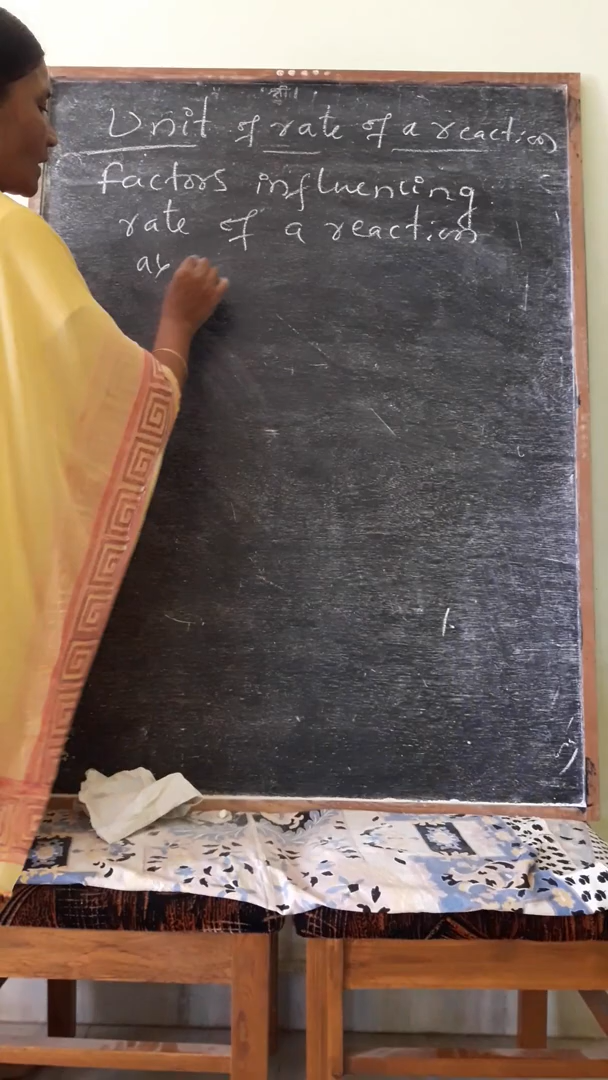 श्री
Unit of rate of a reaction
factors influencing
rate of a reaction